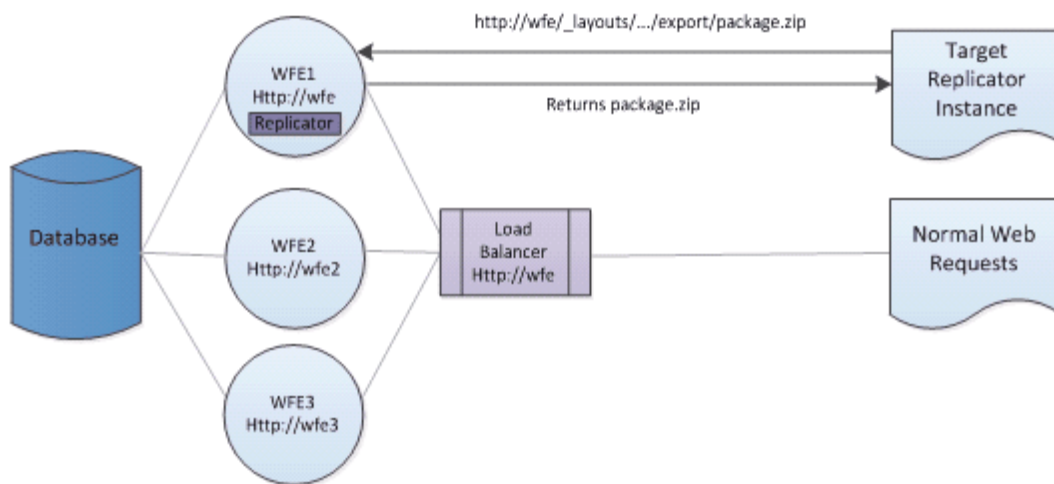 http://wfe/_layouts/.../export/package.zip
Returns package.zip
Target
Replicator
Instance
WFE1
Http://wfe
Replicator
Database
WFE2
Http://wfe2
Load
Balancer
Http://wfe
Normal Web
Requests
WFE3
Http://wfe3